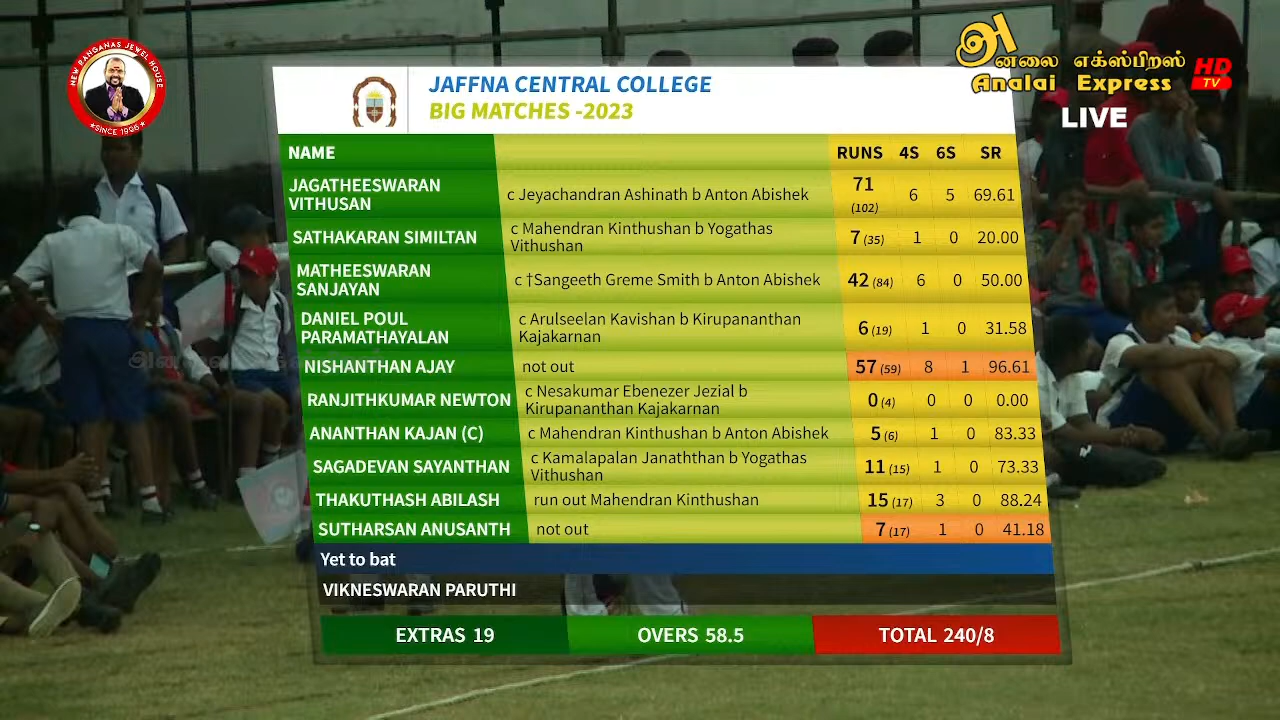 NEW RANGANAS JEWEL HOUSE
★SINCE 1996★
அனலை எக்ஸ்பிறஸ்
Analai Express
HD
TV
LIVE
JAFFNA CENTRAL COLLEGE
BIG MATCHES -2023
NAME RUNS 4S 6S SR
JAGATHEESWARAN
VITHUSAN
c Jeyachandran Ashinath b Anton Abishek
71
(102)
6 5 69.61
SATHAKARAN SIMILTAN
c Mahendran Kinthushan b Yogathas
Vithushan
7 (35) 1 0 20.00
MATHEESWARAN
SANJAYAN
c †Sangeeth Greme Smith b Anton Abishek
42 (84) 6 0 50.00
DANIEL POUL
PARAMATHAYALAN
c Arulseelan Kavishan b Kirupananthan
Kajakarnan
6 (19) 1 0 31.58
NISHANTHAN AJAY not out 57 (59) 8 1 96.61
RANJITHKUMAR NEWTON
c Nesakumar Ebenezer Jezial b
Kirupananthan Kajakarnan
0 (4) 0 0 0.00
ANANTHAN KAJAN (C) c Mahendran Kinthushan b Anton Abishek 5 (6) 1 0 83.33
SAGADEVAN SAYANTHAN
c Kamalapalan Janaththan b Yogathas
Vithushan
11 (15) 1 0 73.33
THAKUTHASH ABILASH run out Mahendran Kinthushan 15 (17) 3 0 88.24
SUTHARSAN ANUSANTH not out 7 (17) 1 0 41.18
Yet to bat
VIKNESWARAN PARUTHI
EXTRAS 19 OVERS 58.5 TOTAL 240/8